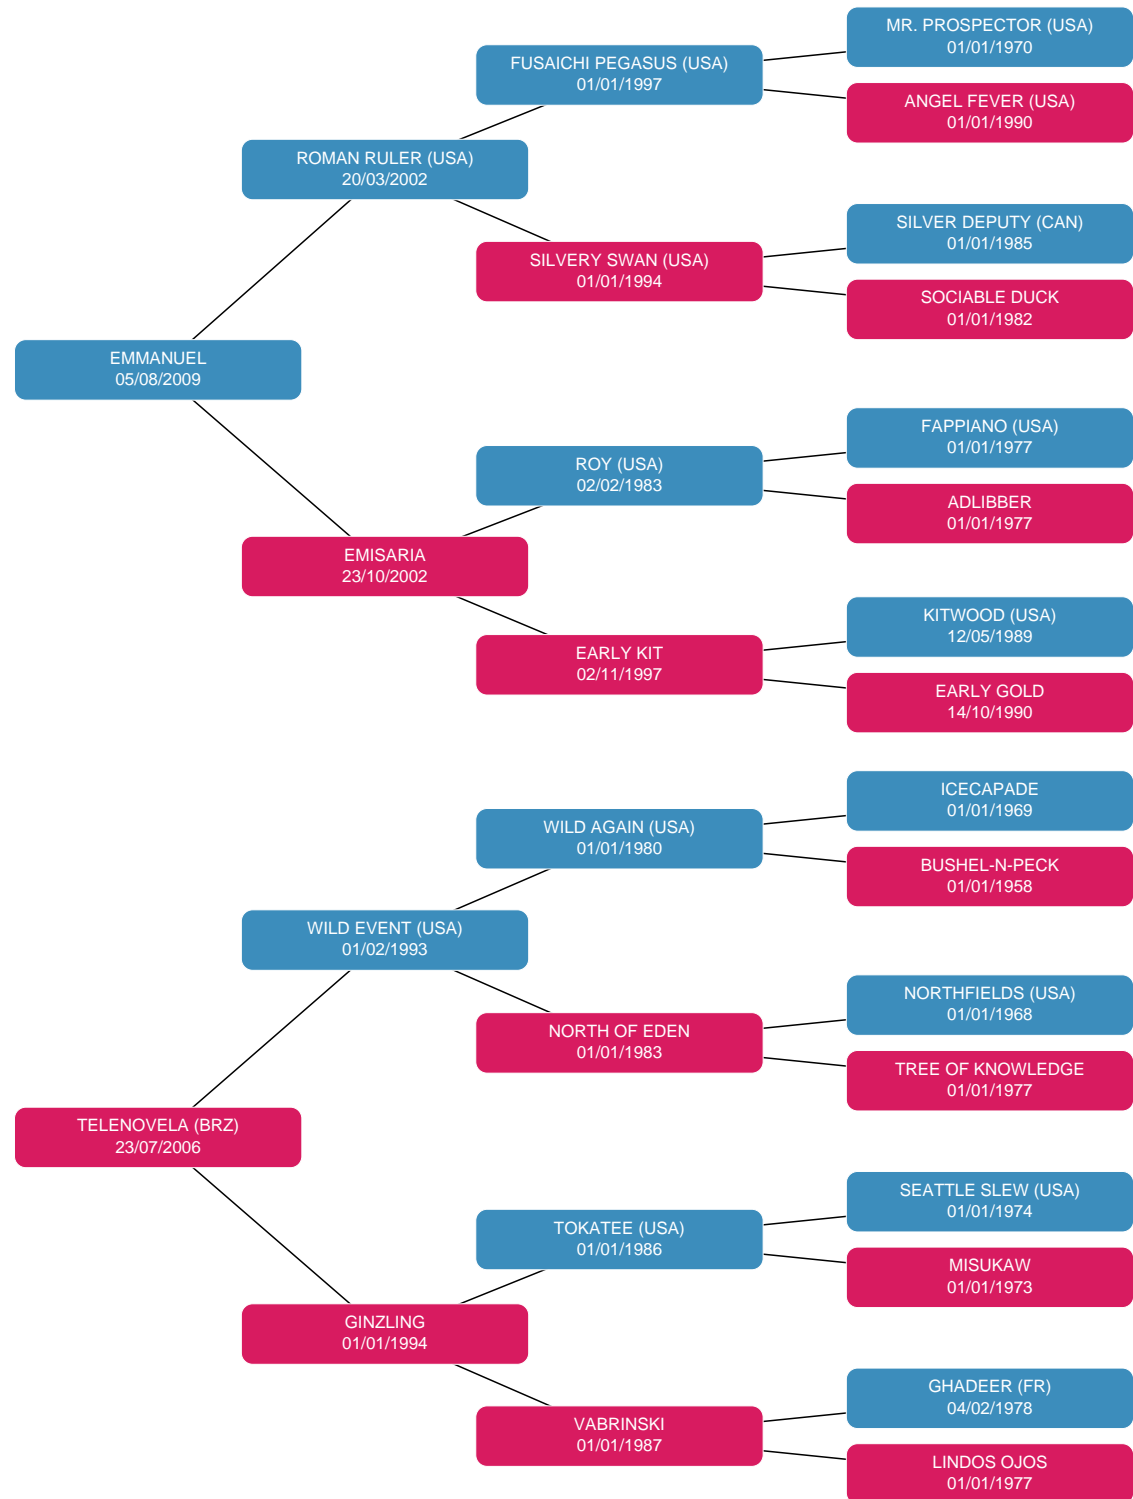 MR. PROSPECTOR (USA)
01/01/1970
FUSAICHI PEGASUS (USA)
01/01/1997
ANGEL FEVER (USA)
01/01/1990
ROMAN RULER (USA)
20/03/2002
SILVER DEPUTY (CAN)
01/01/1985
SILVERY SWAN (USA)
01/01/1994
SOCIABLE DUCK
01/01/1982
EMMANUEL
05/08/2009
FAPPIANO (USA)
01/01/1977
ROY (USA)
02/02/1983
ADLIBBER
01/01/1977
EMISARIA
23/10/2002
KITWOOD (USA)
12/05/1989
EARLY KIT
02/11/1997
EARLY GOLD
14/10/1990
ICECAPADE
01/01/1969
WILD AGAIN (USA)
01/01/1980
BUSHEL-N-PECK
01/01/1958
WILD EVENT (USA)
01/02/1993
NORTHFIELDS (USA)
01/01/1968
NORTH OF EDEN
01/01/1983
TREE OF KNOWLEDGE
01/01/1977
TELENOVELA (BRZ)
23/07/2006
SEATTLE SLEW (USA)
01/01/1974
TOKATEE (USA)
01/01/1986
MISUKAW
01/01/1973
GINZLING
01/01/1994
GHADEER (FR)
04/02/1978
VABRINSKI
01/01/1987
LINDOS OJOS
01/01/1977